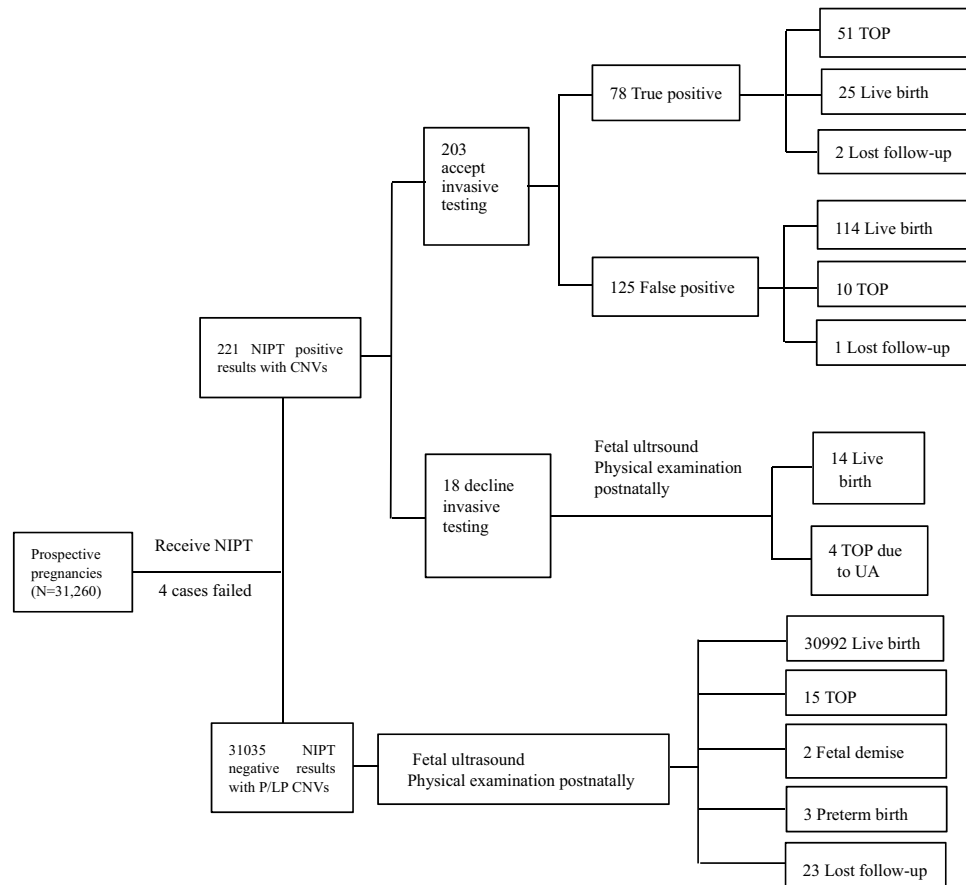 Prospective
pregnancies
(N=31,260)
Receive NIPT
4 cases failed
221 NIPT positive
results with CNVs
203
accept
invasive
testing
78 True positive
51 TOP
25 Live birth
2 Lost follow-up
125 False positive
114 Live birth
10 TOP
1 Lost follow-up
18 decline
invasive
testing
Fetal ultrsound
Physical examination
postnatally
14 Live
birth
4 TOP due
to UA
31035 NIPT
negative results
with P/LP CNVs
Fetal ultrasound
Physical examination postnatally
30992 Live birth
15 TOP
2 Fetal demise
3 Preterm birth
23 Lost follow-up